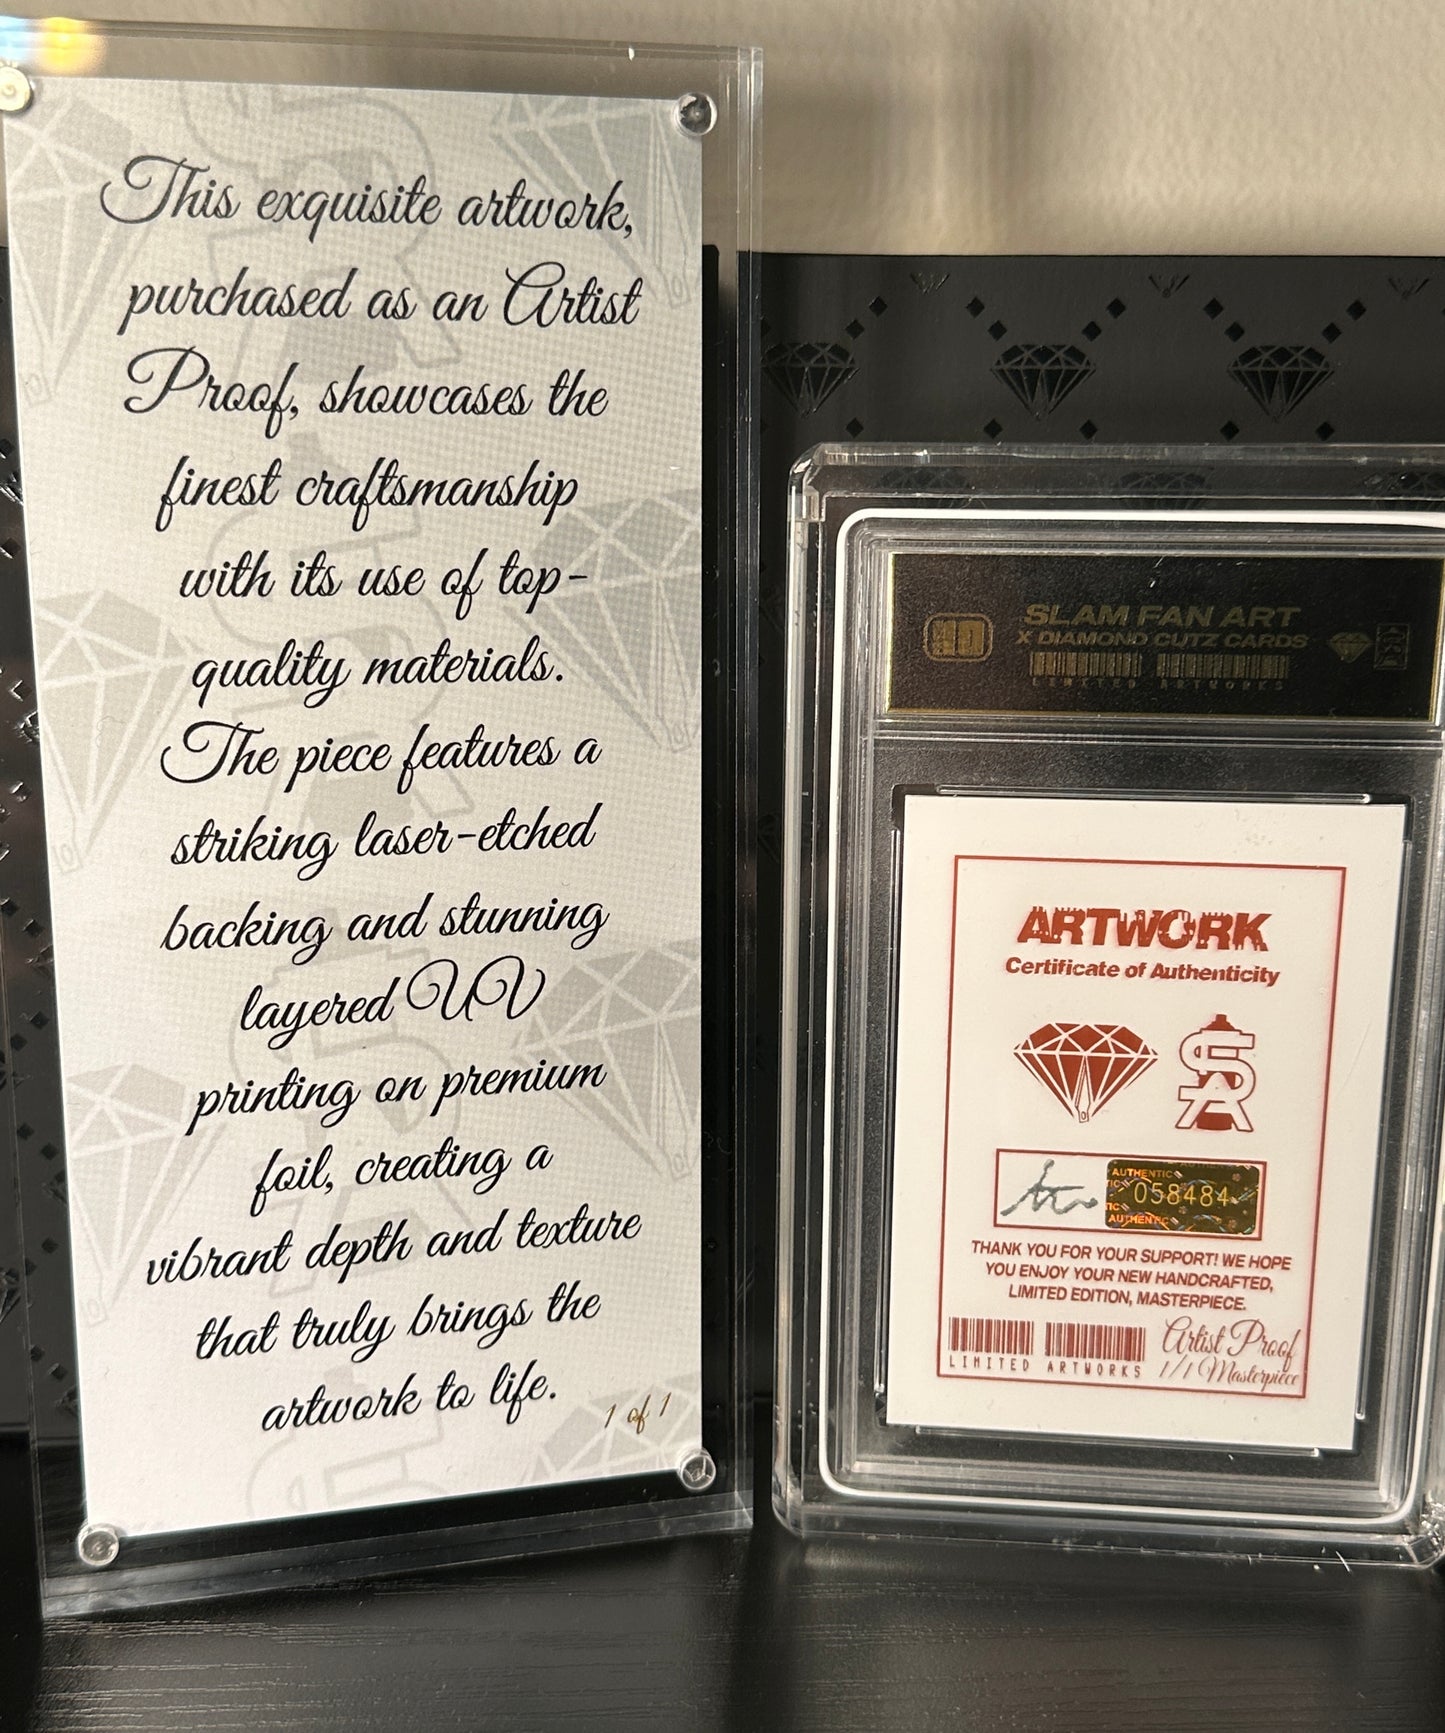 This exquisite artwork,
purchased as an Artist
Proof, showcases the
finest craftsmanship
with its use of top-
quality materials.
The piece features a
striking laser-etched
backing and stunning
layered UV
printing on premium
foil, creating a
vibrant depth and texture
that truly brings the
artwork to life.
1 of 1
SLAM FAN ART
X DIAMOND CUTZ CARDS
LIMITED ARTWORKS
ARTWORK
Certificate of Authenticity
AUTHENTIC
058484
AUTHENTIC
THANK YOU FOR YOUR SUPPORT! WE HOPE
YOU ENJOY YOUR NEW HANDCRAFTED,
LIMITED EDITION, MASTERPIECE.
Artist Proof
LIMITED ARTWORKS 1/1 Masterpiece